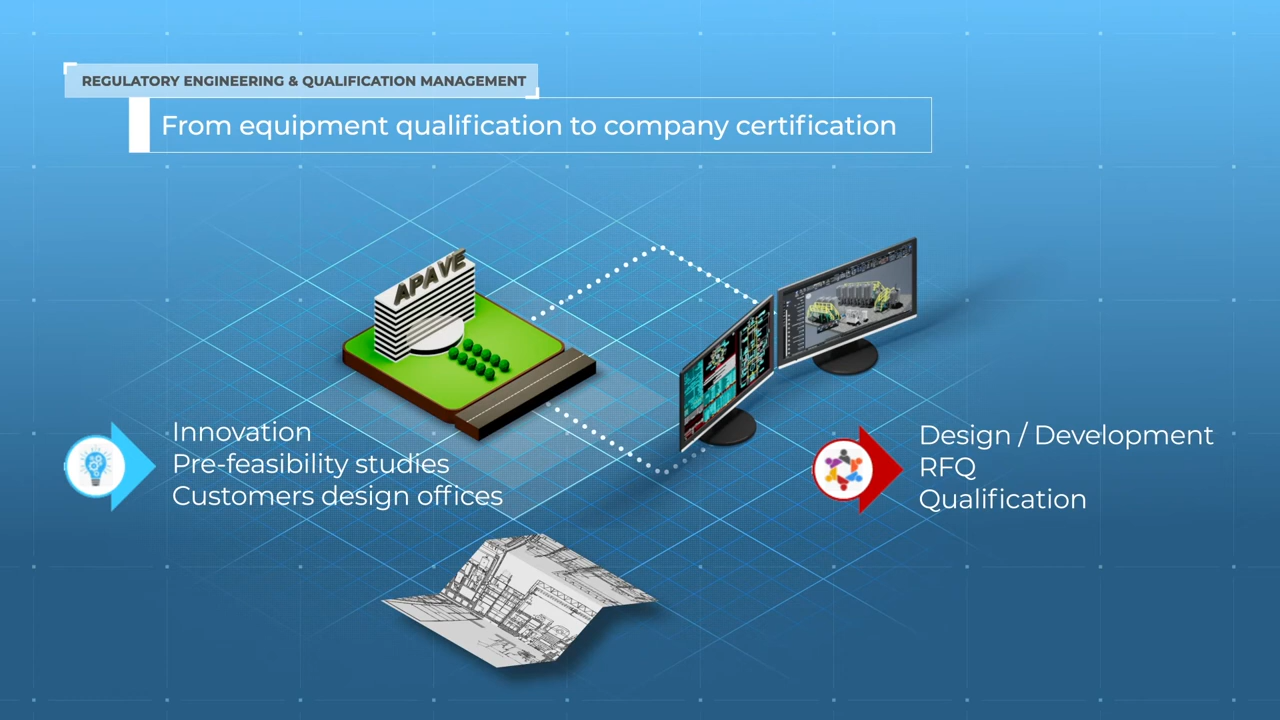 REGULATORY ENGINEERING & QUALIFICATION MANAGEMENT
From equipment qualification to company certification
APAVE
Innovation
Pre-feasibility studies
Customers design offices
Design / Development
RFQ
Qualification